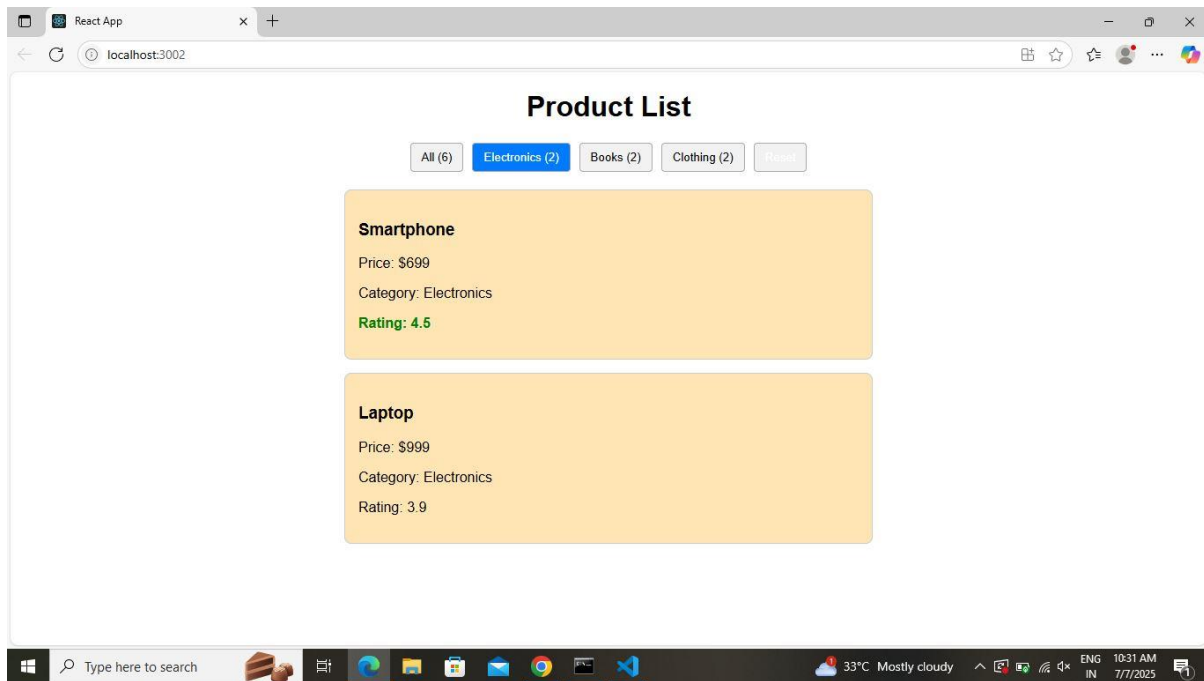 React App
localhost:3002
Product List
All (6) Electronics (2) Books (2) Clothing (2) Reset
Smartphone
Price: $699
Category: Electronics
Rating: 4.5
Laptop
Price: $999
Category: Electronics
Rating: 3.9
Type here to search
33°C Mostly cloudy
ENG
IN
10:31 AM
7/7/2025